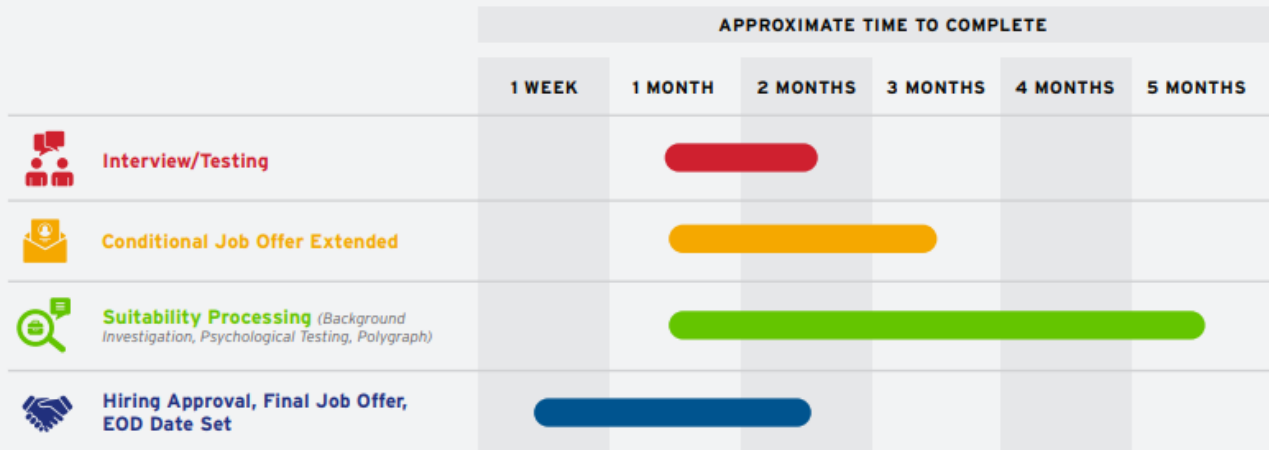 APPROXIMATE TIME TO COMPLETE
1 WEEK 1 MONTH 2 MONTHS 3 MONTHS 4 MONTHS 5 MONTHS
Interview/Testing
Conditional Job Offer Extended
Suitability Processing (Background
Investigation, Psychological Testing, Polygraph)
Hiring Approval, Final Job Offer,
EOD Date Set